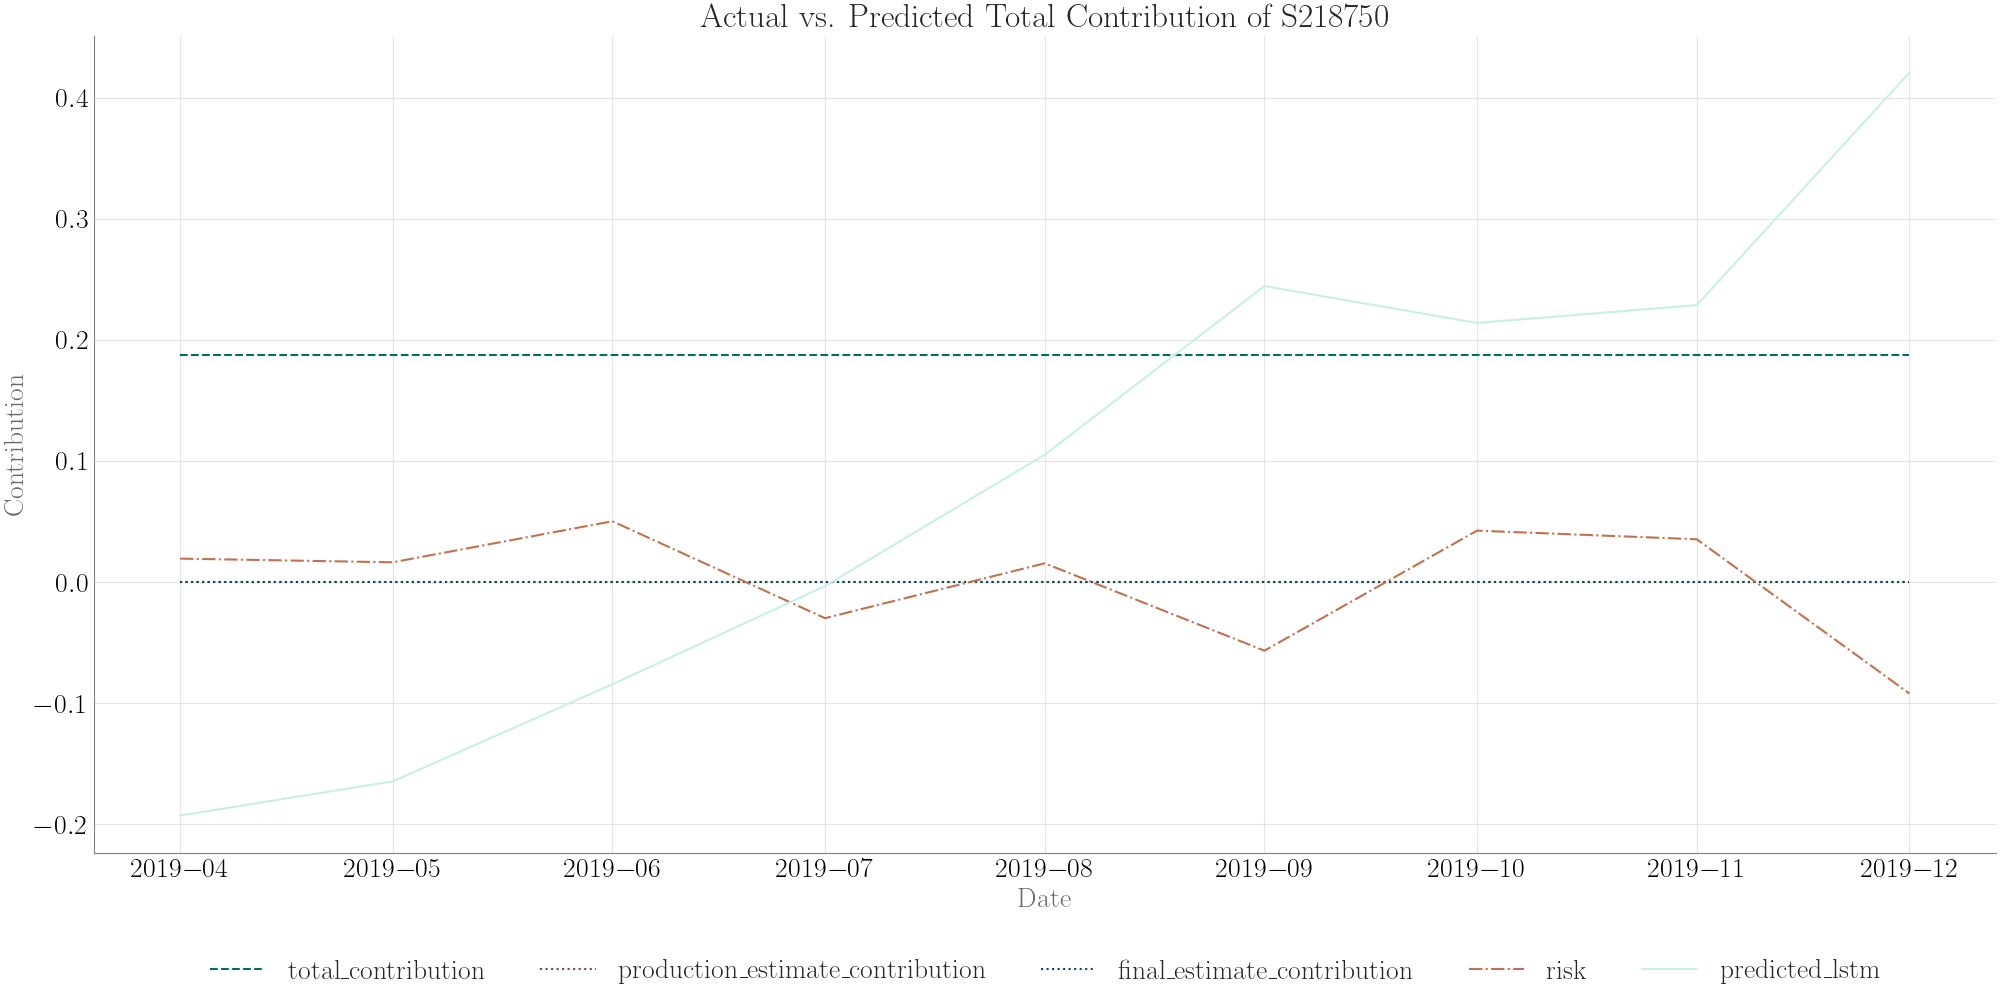 Actual vs. Predicted Total Contribution of S218750
Contribution
0.4
0.3
0.2
0.1
0.0
−0.1
−0.2
2019−04 2019−05 2019−06 2019−07 2019−08 2019−09 2019−10 2019−11 2019−12
Date
total_contribution production_estimate_contribution final_estimate_contribution risk predicted_lstm